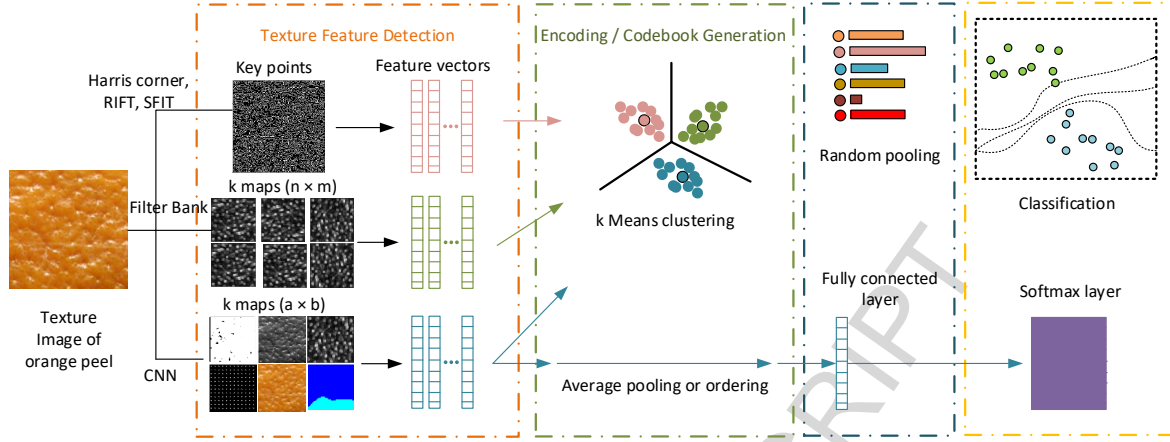 Texture Feature Detection
Encoding / Codebook Generation
Harris corner,
RIFT, SFIT
Key points
Feature vectors
Random pooling
k maps (n × m)
Filter Bank
k Means clustering
Classification
k maps (a × b)
Fully connected
layer
Softmax layer
Texture
Image of
orange peel
CNN
Average pooling or ordering
RIPT